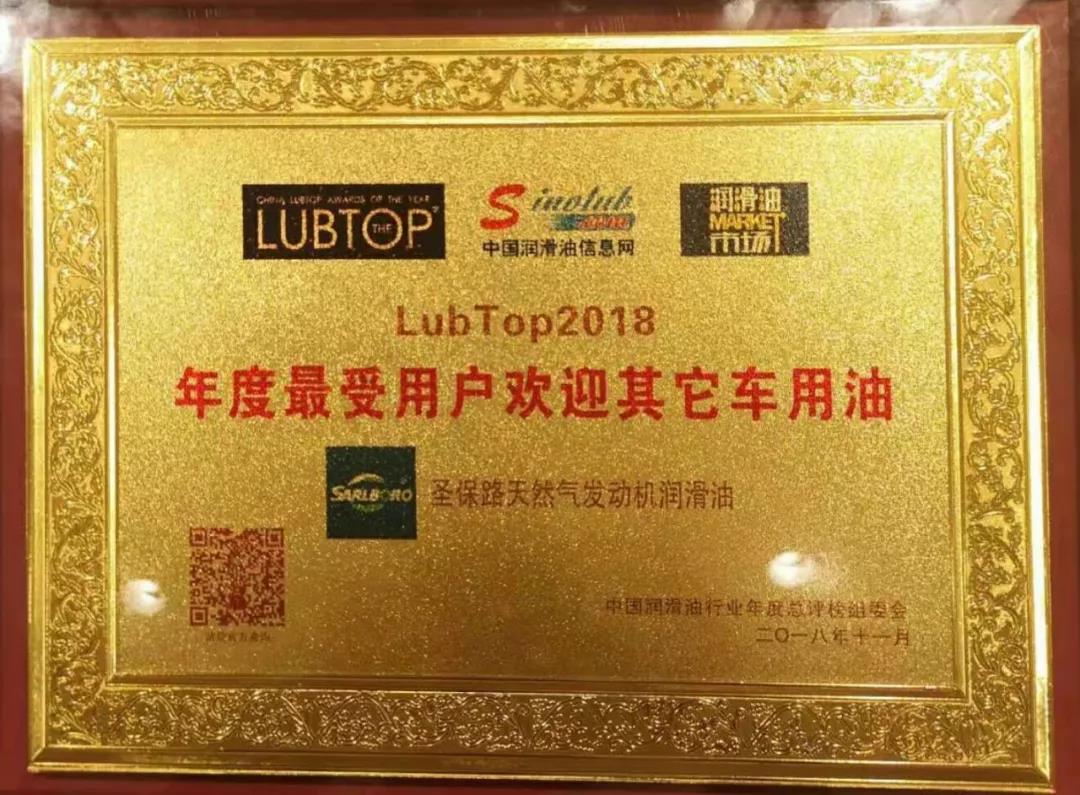 CHINA LUBTOP AWARDS OF THE YEAR
LUBTOP
THE
Sinolub
中国润滑油信息网
润滑油
MARKET
市场
LubTop2018
年度最受用户欢迎其它车用油
SARLBORO
圣保路天然气发动机润滑油
中国润滑油行业年度总评榜组委会
二〇一八年十一月